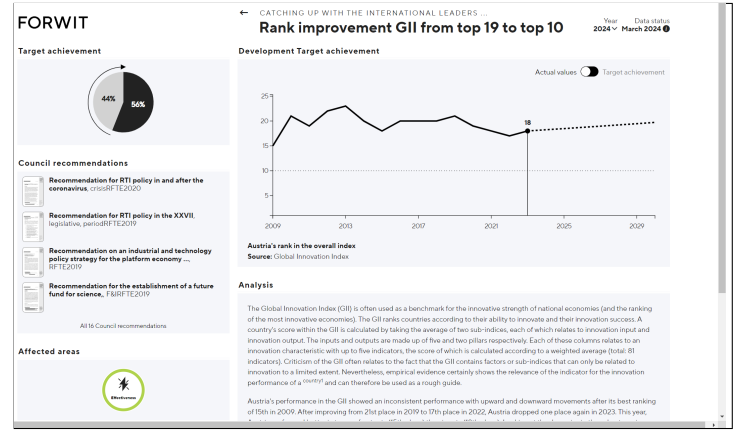 FORWIT
← CATCHING UP WITH THE INTERNATIONAL LEADERS ...
Rank improvement GII from top 19 to top 10
Year
2024
Data status
March 2024
Target achievement
44%
56%
Council recommendations
Recommendation for RTI policy in and after the
coronavirus, crisisRFTE2020
Recommendation for RTI policy in the XXVII,
legislative, periodRFTE2019
Recommendation on an industrial and technology
policy strategy for the platform economy ...,
RFTE2019
Recommendation for the establishment of a future
fund for science,, F&IRFTE2019
All 16 Council recommendations
Affected areas
Effectiveness
Development Target achievement
Actual values
Target achievement
25
20
15
10
5
18
2009
2013
2017
2021
2025
2029
Austria's rank in the overall index
Source: Global Innovation Index
Analysis
The Global Innovation Index (GII) is often used as a benchmark for the innovative strength of national economies (and the ranking
of the most innovative economies). The GII ranks countries according to their ability to innovate and their innovation success. A
country's score within the GII is calculated by taking the average of two sub-indices, each of which relates to innovation input and
innovation output. The inputs and outputs are made up of five and two pillars respectively. Each of these columns relates to an
innovation characteristic with up to five indicators, the score of which is calculated according to a weighted average (total: 81
indicators). Criticism of the GII often relates to the fact that the GII contains factors or sub-indices that can only be related to
innovation to a limited extent. Nevertheless, empirical evidence certainly shows the relevance of the indicator for the innovation
performance of a country¹ and can therefore be used as a rough guide.
Austria's performance in the GII showed an inconsistent performance with upward and downward movements after its best ranking
of 15th in 2009. After improving from 21st place in 2019 to 17th place in 2022, Austria dropped one place again in 2023. This year,